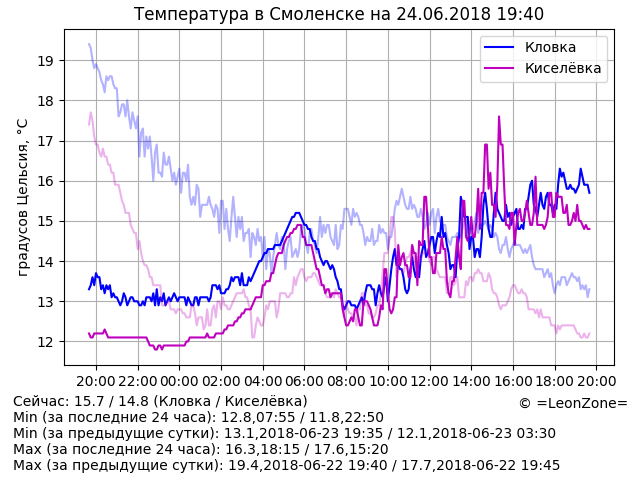 Температура в Смоленске на 24.06.2018 19:40
Кловка
Киселёвка
градусов Цельсия, °C
19
18
17
16
15
14
13
12
20:00 22:00 00:00 02:00 04:00 06:00 08:00 10:00 12:00 14:00 16:00 18:00 20:00
Сейчас: 15.7 / 14.8 (Кловка / Киселёвка)
© =LeonZone=
Min (за последние 24 часа): 12.8,07:55 / 11.8,22:50
Min (за предыдущие сутки): 13.1,2018-06-23 19:35 / 12.1,2018-06-23 03:30
Max (за последние 24 часа): 16.3,18:15 / 17.6,15:20
Max (за предыдущие сутки): 19.4,2018-06-22 19:40 / 17.7,2018-06-22 19:45